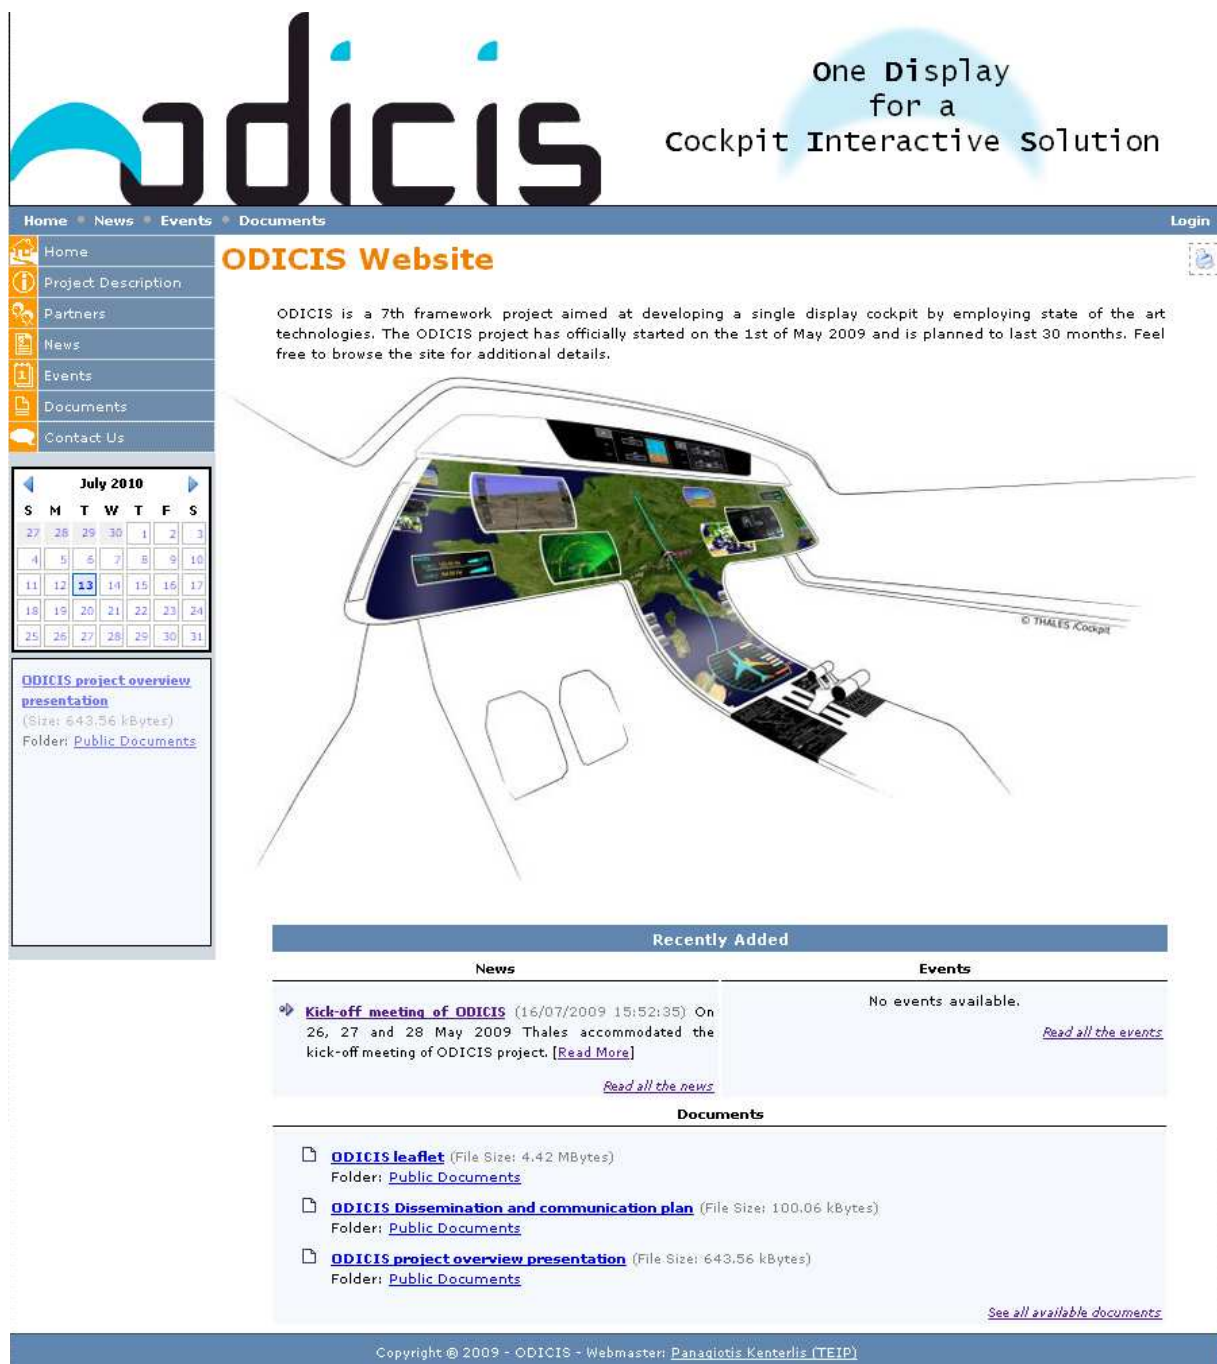 odicis
One Display
for a
Cockpit Interactive Solution
Home News Events Documents Login
Home
Project Description
Partners
News
Events
Documents
Contact Us
July 2010
S M T W T F S
27 28 29 30 1 2 3
4 5 6 7 8 9 10
11 12 13 14 15 16 17
18 19 20 21 22 23 24
25 26 27 28 29 30 31
ODICIS project overview
presentation
(Size: 643.56 kBytes)
Folder: Public Documents
ODICIS Website
ODICIS is a 7th framework project aimed at developing a single display cockpit by employing state of the art
technologies. The ODICIS project has officially started on the 1st of May 2009 and is planned to last 30 months. Feel
free to browse the site for additional details.
© THALES iCockpit
Recently Added
News
Kick-off meeting of ODICIS (16/07/2009 15:52:35) On
26, 27 and 28 May 2009 Thales accommodated the
kick-off meeting of ODICIS project. [Read More]
Read all the news
Events
No events available.
Read all the events
Documents
ODICIS leaflet (File Size: 4.42 MBytes)
Folder: Public Documents
ODICIS Dissemination and communication plan (File Size: 100.06 kBytes)
Folder: Public Documents
ODICIS project overview presentation (File Size: 643.56 kBytes)
Folder: Public Documents
See all available documents
Copyright © 2009 - ODICIS - Webmaster: Panagiotis Kenterlis (TEIP)